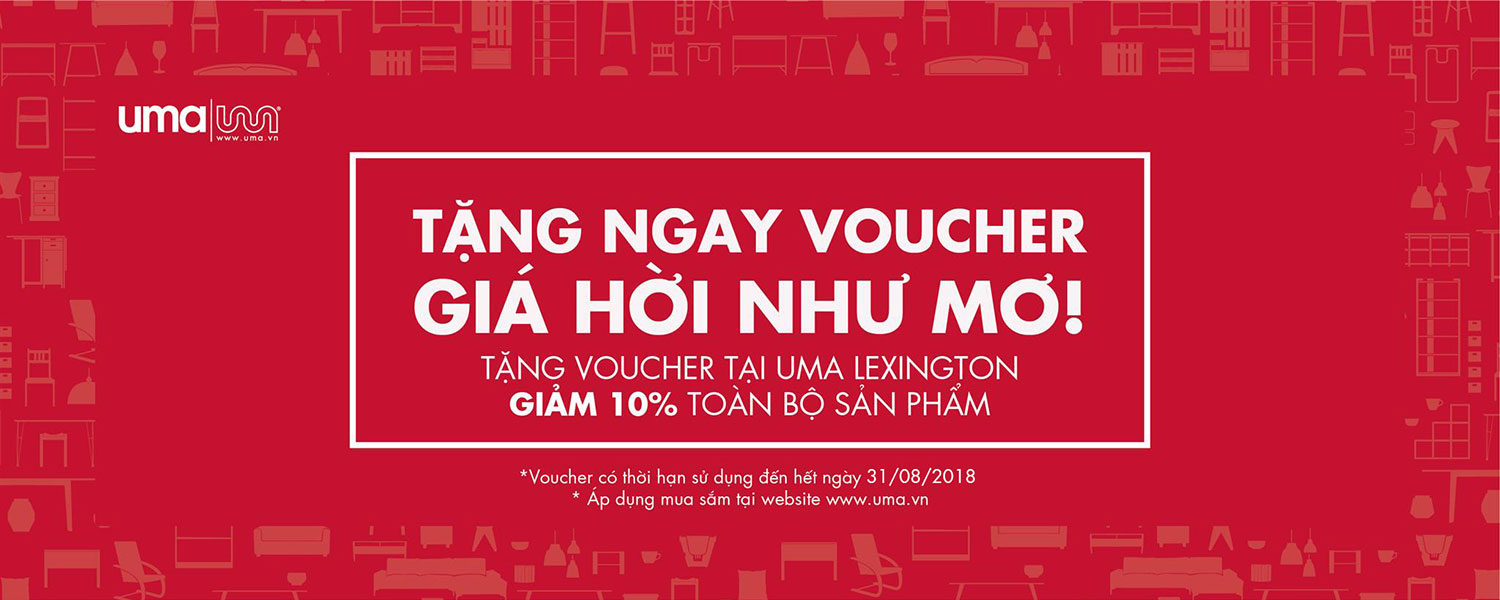 uma
www.uma.vn
TẶNG NGAY VOUCHER
GIÁ HỜI NHƯ MƠ!
TẶNG VOUCHER TẠI UMA LEXINGTON
GIẢM 10% TOÀN BỘ SẢN PHẨM
*Voucher có thời hạn sử dụng đến hết ngày 31/08/2018
* Áp dụng mua sắm tại website www.uma.vn